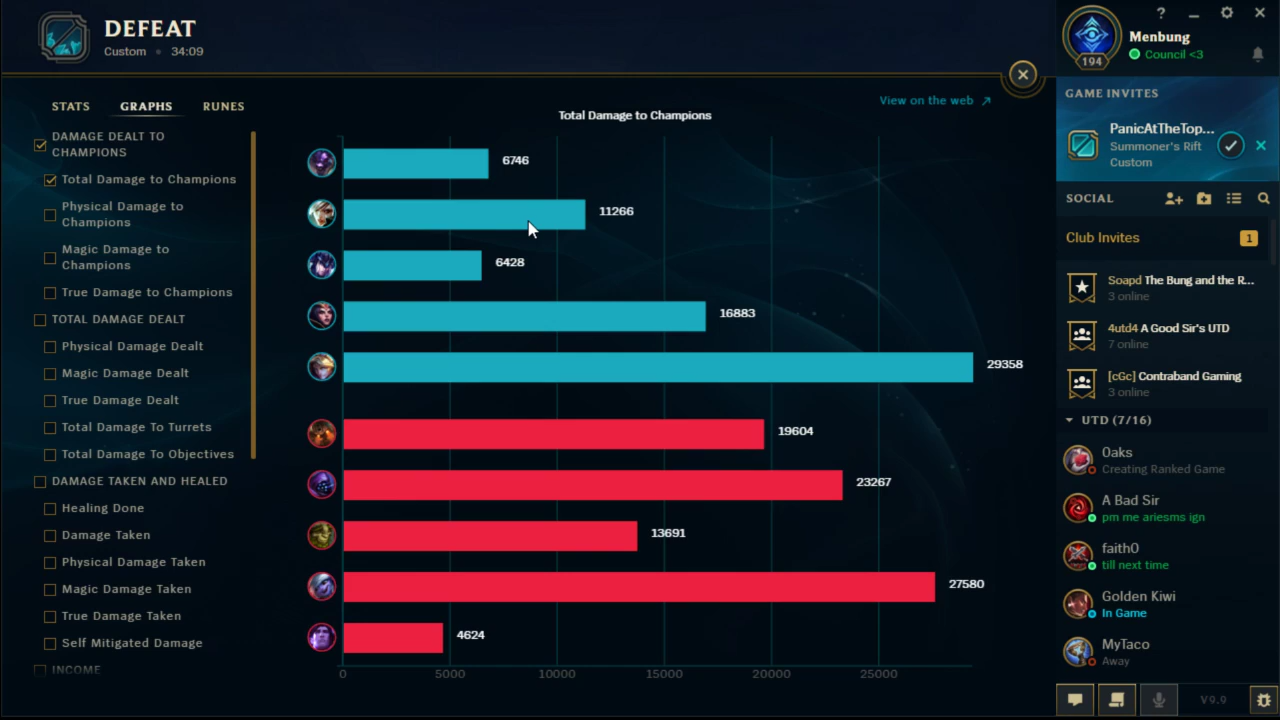 DEFEAT
Custom • 34:09
STATS
GRAPHS
RUNES
View on the web
DAMAGE DEALT TO
CHAMPIONS
Total Damage to Champions
Physical Damage to
Champions
Magic Damage to
Champions
True Damage to Champions
TOTAL DAMAGE DEALT
Physical Damage Dealt
Magic Damage Dealt
True Damage Dealt
Total Damage To Turrets
Total Damage To Objectives
DAMAGE TAKEN AND HEALED
Healing Done
Damage Taken
Physical Damage Taken
Magic Damage Taken
True Damage Taken
Self Mitigated Damage
INCOME
Total Damage to Champions
6746
11266
6428
16883
29358
19604
23267
13691
27580
4624
0 5000 10000 15000 20000 25000
?
194
Menbung
Council <3
GAME INVITES
PanicAtTheTop...
Summoner's Rift
Custom
SOCIAL
Club Invites
1
Soapd The Bung and the R...
3 online
4utd4 A Good Sir's UTD
7 online
[cGc] Contraband Gaming
3 online
UTD (7/16)
Oaks
Creating Ranked Game
A Bad Sir
pm me ariesms ign
faith0
till next time
Golden Kiwi
In Game
MyTaco
Away
V9.9